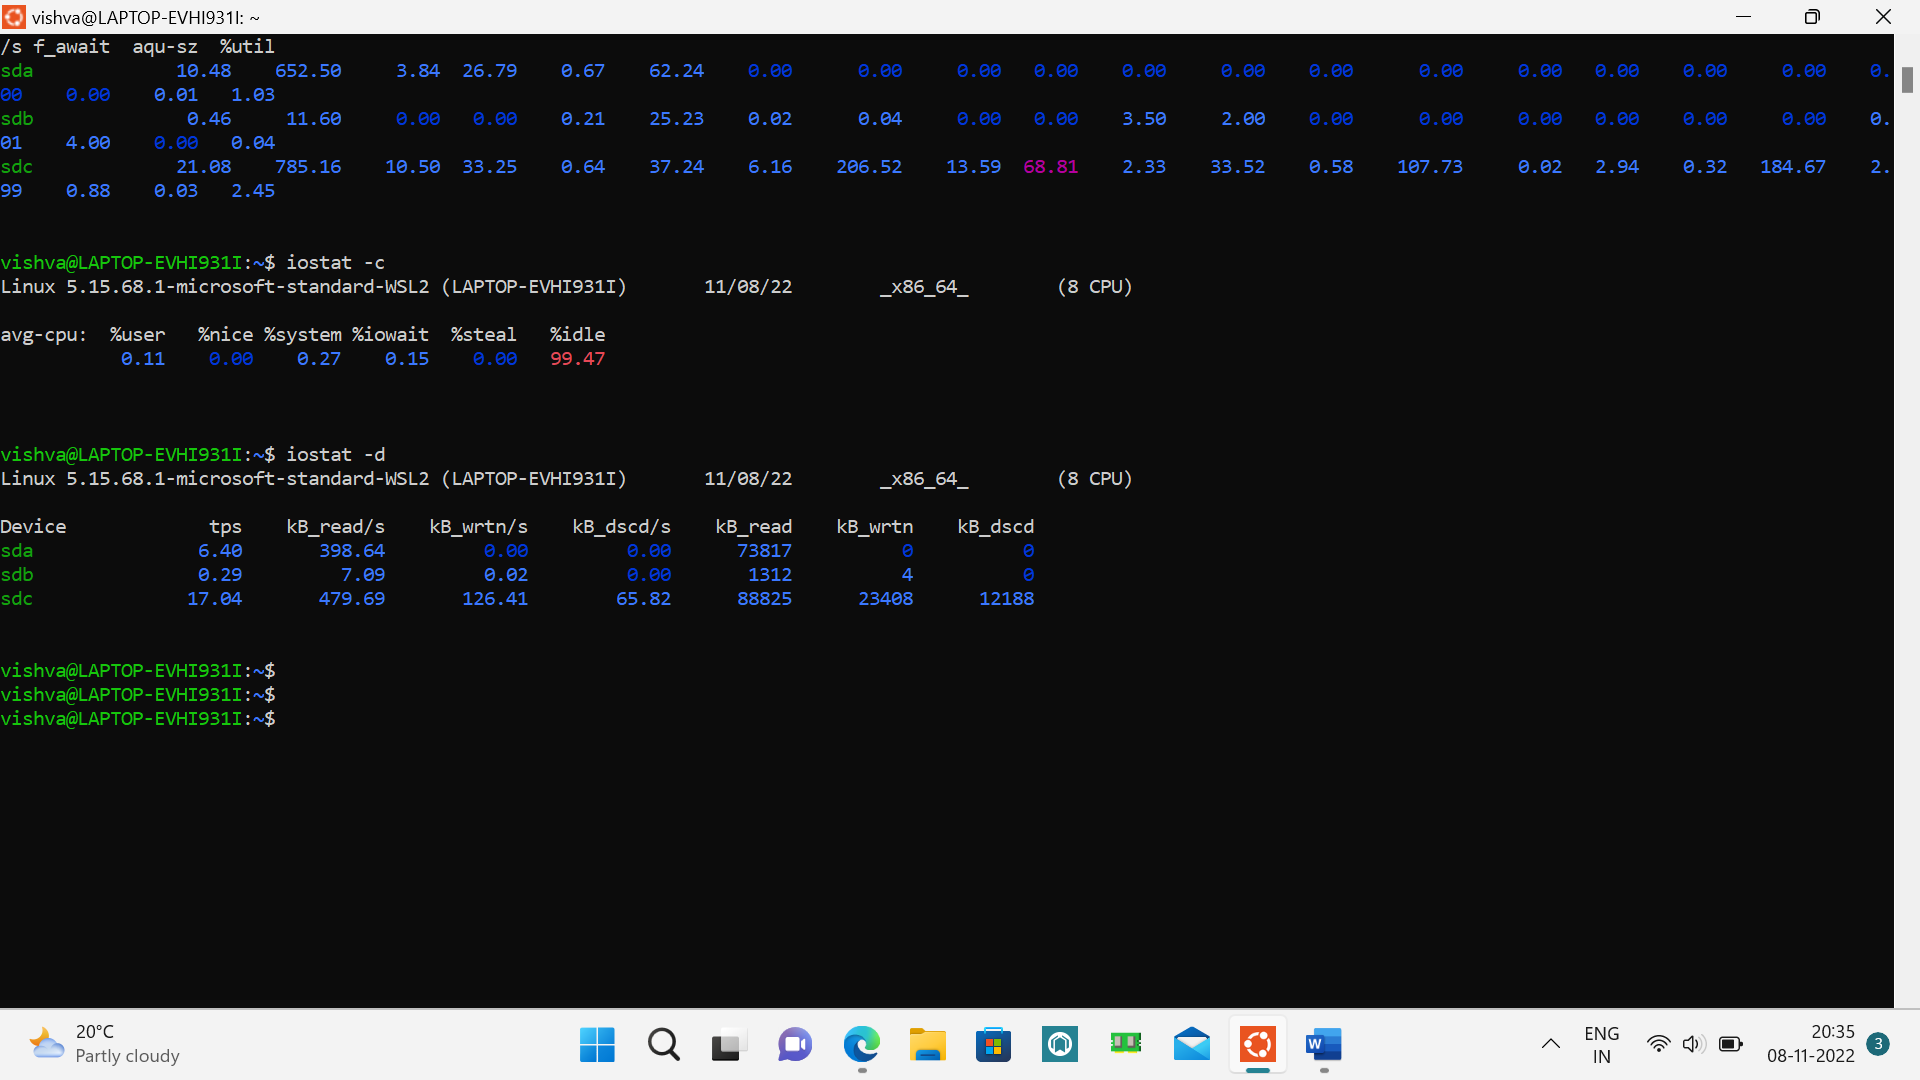 vishva@LAPTOP-EVHI931I: ~
/s f_await  aqu-sz  %util
sda             10.48    652.50     3.84  26.79    0.67    62.24    0.00      0.00     0.00   0.00    0.00     0.00    0.00      0.00     0.00   0.00    0.00     0.00    0.
00    0.00    0.01   1.03
sdb              0.46     11.60     0.00   0.00    0.21    25.23    0.02      0.04     0.00   0.00    3.50     2.00    0.00      0.00     0.00   0.00    0.00     0.00    0.
01    4.00    0.00   0.04
sdc             21.08    785.16    10.50  33.25    0.64    37.24    6.16    206.52    13.59  68.81    2.33    33.52    0.58    107.73     0.02   2.94    0.32   184.67    2.
99    0.88    0.03   2.45
vishva@LAPTOP-EVHI931I:~$ iostat -c
Linux 5.15.68.1-microsoft-standard-WSL2 (LAPTOP-EVHI931I)       11/08/22        _x86_64_        (8 CPU)
avg-cpu:  %user   %nice %system %iowait  %steal   %idle
           0.11    0.00    0.27    0.15    0.00   99.47
vishva@LAPTOP-EVHI931I:~$ iostat -d
Linux 5.15.68.1-microsoft-standard-WSL2 (LAPTOP-EVHI931I)       11/08/22        _x86_64_        (8 CPU)
Device             tps    kB_read/s    kB_wrtn/s    kB_dscd/s    kB_read    kB_wrtn    kB_dscd
sda               6.40       398.64         0.00         0.00      73817          0          0
sdb               0.29         7.09         0.02         0.00       1312          4          0
sdc              17.04       479.69       126.41        65.82      88825      23408      12188
vishva@LAPTOP-EVHI931I:~$
vishva@LAPTOP-EVHI931I:~$
vishva@LAPTOP-EVHI931I:~$
20°C
Partly cloudy
W
ENG
IN
20:35
08-11-2022
3